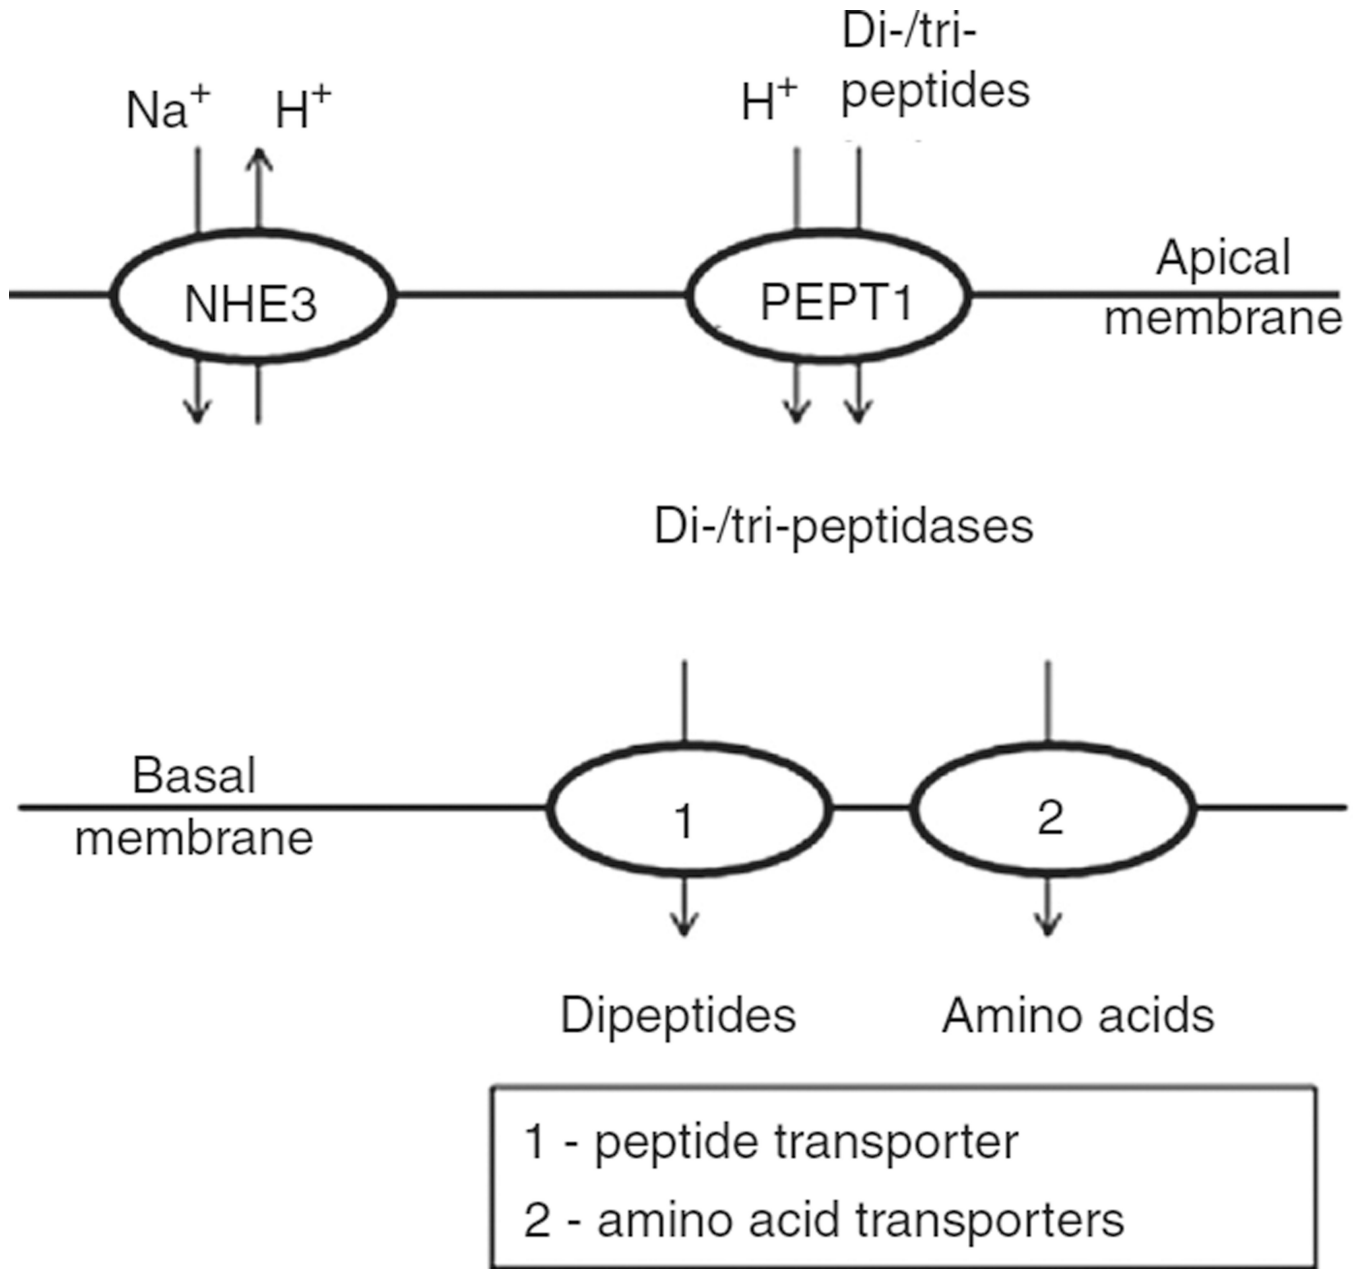 Di-/tri-
peptides
Na+ H+
H+
NHE3
PEPT1
Apical
membrane
Di-/tri-peptidases
Basal
membrane
1
2
Dipeptides
Amino acids
1 - peptide transporter
2 - amino acid transporters